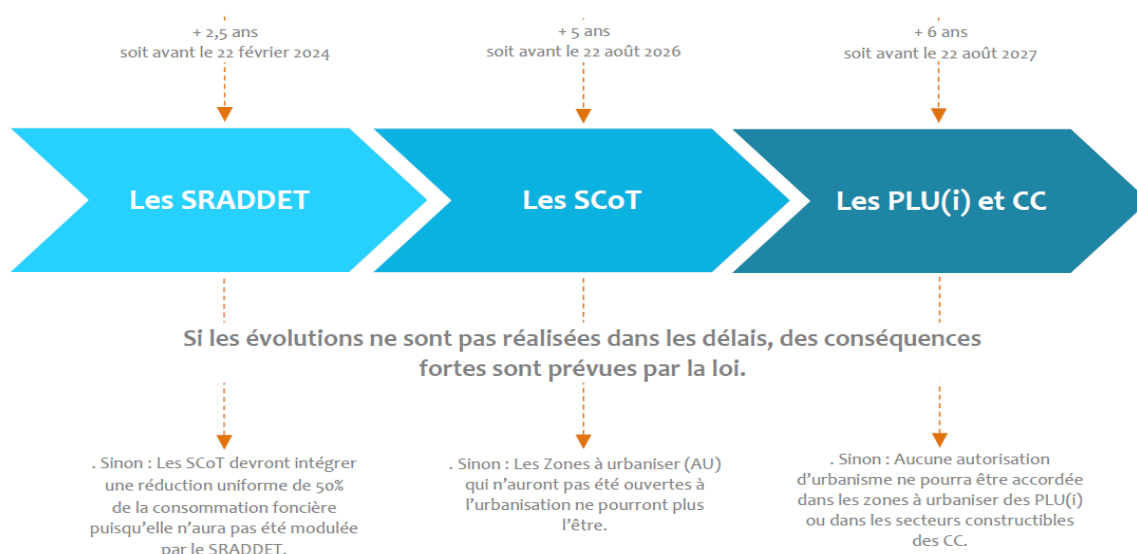 + 2,5 ans
soit avant le 22 février 2024
+ 5 ans
soit avant le 22 août 2026
+ 6 ans
soit avant le 22 août 2027
Les SRADDET
Les SCoT
Les PLU(i) et CC
Si les évolutions ne sont pas réalisées dans les délais, des conséquences
fortes sont prévues par la loi.
. Sinon : Les SCoT devront intégrer
une réduction uniforme de 50%
de la consommation foncière
puisqu'elle n'aura pas été modulée
par le SRADDET.
. Sinon : Les Zones à urbaniser (AU)
qui n'auront pas été ouvertes à
l'urbanisation ne pourront plus
l'être.
. Sinon : Aucune autorisation
d'urbanisme ne pourra être accordée
dans les zones à urbaniser des PLU(i)
ou dans les secteurs constructibles
des CC.